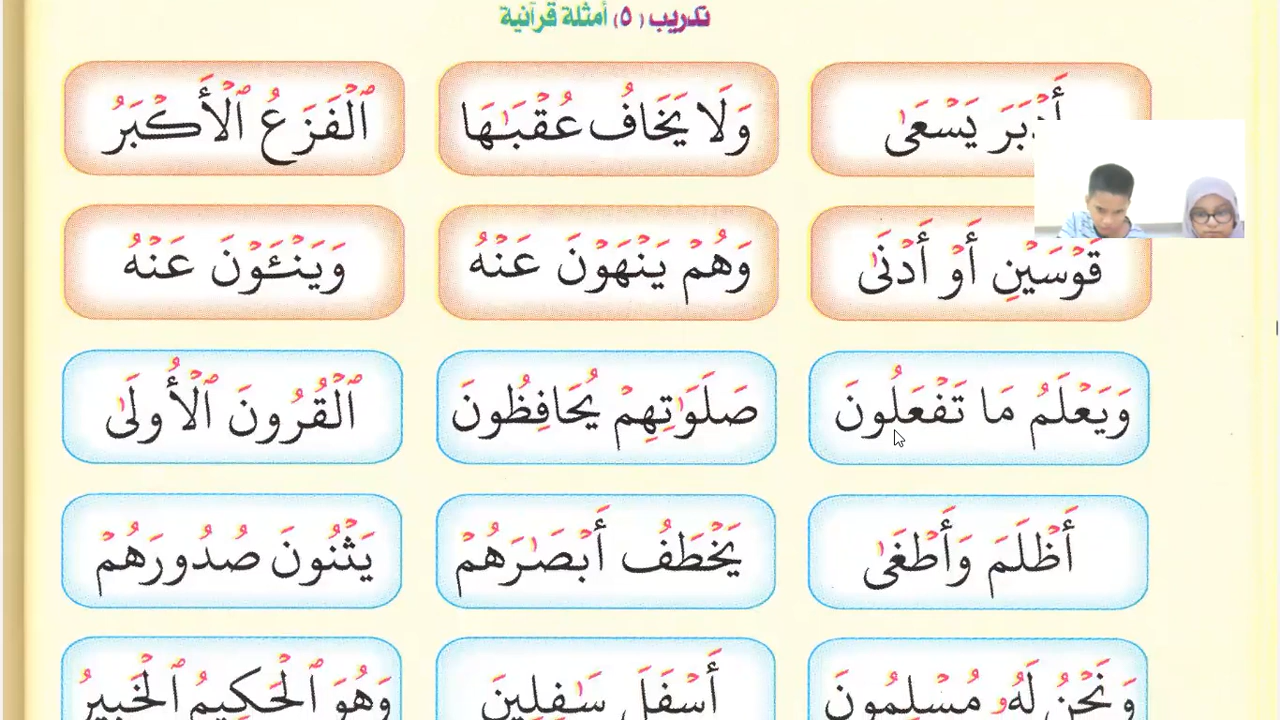 تدريب (٥) أمثلة قرآنية
أَدْبَرَ يَسْعَىٰ
وَلَا يَخَافُ عُقْبَـٰهَا
ٱلْفَزَعُ ٱلْأَكْبَرُ
قَوْسَيْنِ أَوْ أَدْنَىٰ
وَهُمْ يَنْهَوْنَ عَنْهُ
وَيَنْـَٔوْنَ عَنْهُ
وَيَعْلَمُ مَا تَفْعَلُونَ
صَلَوَٰتِهِمْ يُحَافِظُونَ
ٱلْقُرُونَ ٱلْأُولَىٰ
أَظْلَمَ وَأَطْغَىٰ
يَخْطَفُ أَبْصَـٰرَهُمْ
يَثْنُونَ صُدُورَهُمْ
وَنَحْنُ لَهُۥ مُسْلِمُونَ
أَسْفَلَ سَـٰفِلِينَ
وَهُوَ ٱلْحَكِيمُ ٱلْخَبِيرُ